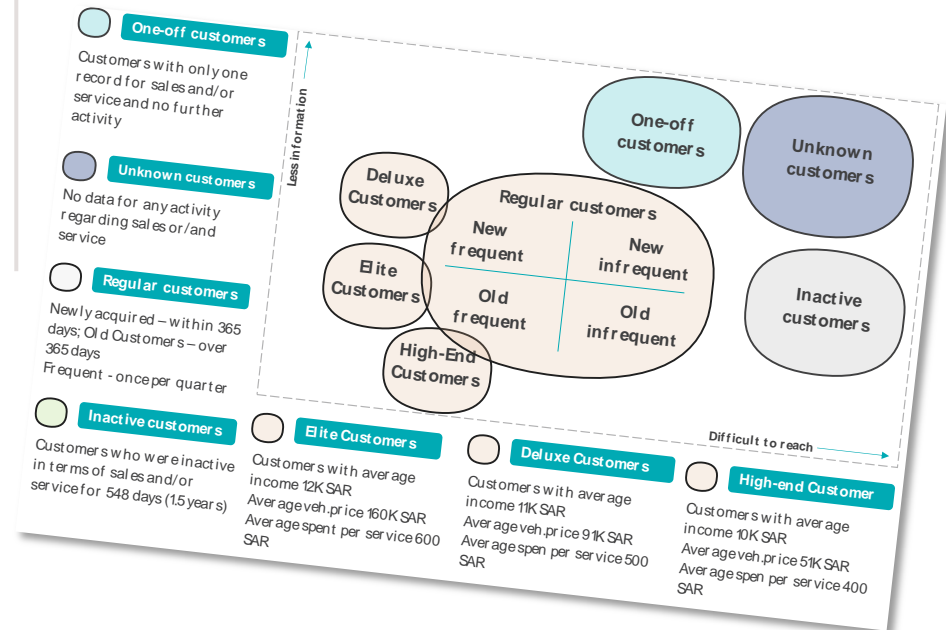 One-off customers
Customers with only one
record for sales and/or
service and no further
activity
Unknown customers
No data for any activity
regarding sales or/and
service
Regular customers
Newly acquired – within 365
days; Old Customers – over
365 days
Frequent - once per quarter
Inactive customers
Customers who were inactive
in terms of sales and/or
service for 548 days (1.5 years)
Less information
One-off
customers
Unknown
customers
Deluxe
Customers
Regular customers
New
frequent
New
infrequent
Elite
Customers
Old
frequent
Old
infrequent
Inactive
customers
High-End
Customers
Difficult to reach
Elite Customers
Customers with average
income 12K SAR
Average veh.price 160K SAR
Average spent per service 600
SAR
Deluxe Customers
Customers with average
income 11K SAR
Average veh.price 91K SAR
Average spen per service 500
SAR
High-end Customer
Customers with average
income 10K SAR
Average veh.price 51K SAR
Average spen per service 400
SAR